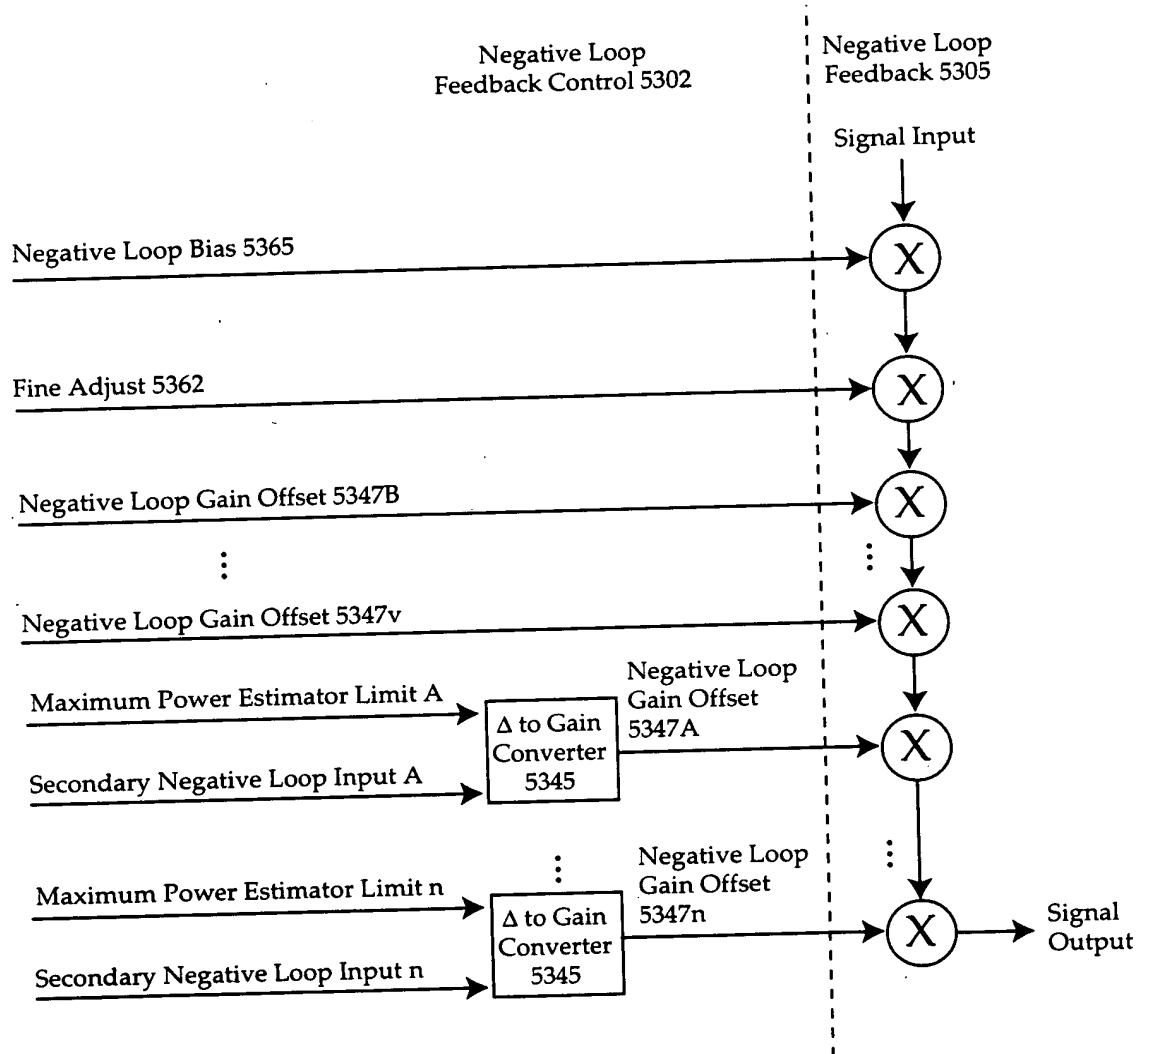 Negative Loop
Feedback Control 5302
Negative Loop
Feedback 5305
Signal Input
Negative Loop Bias 5365
X
Fine Adjust 5362
X
Negative Loop Gain Offset 5347B
X
Negative Loop Gain Offset 5347v
X
Maximum Power Estimator Limit A
Secondary Negative Loop Input A
Δ to Gain
Converter
5345
Negative Loop
Gain Offset
5347A
X
Maximum Power Estimator Limit n
Secondary Negative Loop Input n
Δ to Gain
Converter
5345
Negative Loop
Gain Offset
5347n
X
Signal
Output